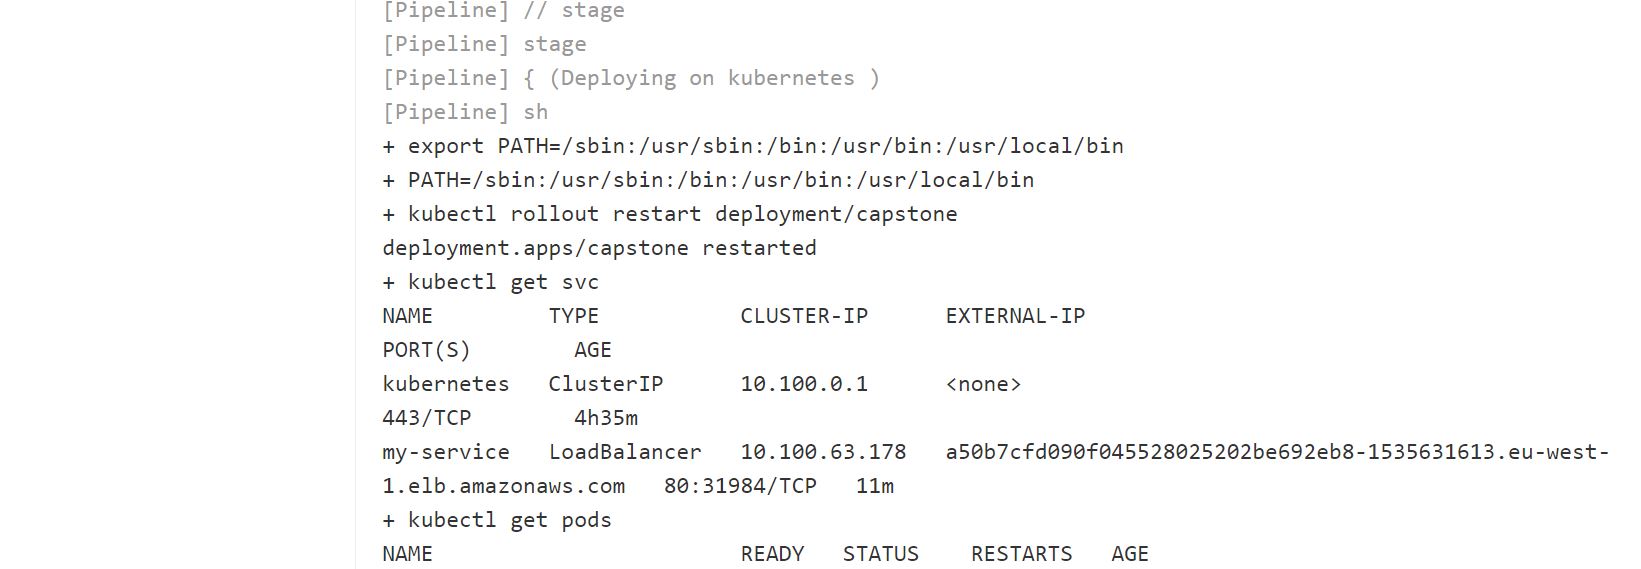 [Pipeline] // stage
[Pipeline] stage
[Pipeline] { (Deploying on kubernetes )
[Pipeline] sh
+ export PATH=/sbin:/usr/sbin:/bin:/usr/bin:/usr/local/bin
+ PATH=/sbin:/usr/sbin:/bin:/usr/bin:/usr/local/bin
+ kubectl rollout restart deployment/capstone
deployment.apps/capstone restarted
+ kubectl get svc
NAME         TYPE           CLUSTER-IP      EXTERNAL-IP
PORT(S)        AGE
kubernetes   ClusterIP      10.100.0.1      <none>
443/TCP        4h35m
my-service   LoadBalancer   10.100.63.178   a50b7cfd090f045528025202be692eb8-1535631613.eu-west-
1.elb.amazonaws.com   80:31984/TCP   11m
+ kubectl get pods
NAME                        READY   STATUS    RESTARTS   AGE